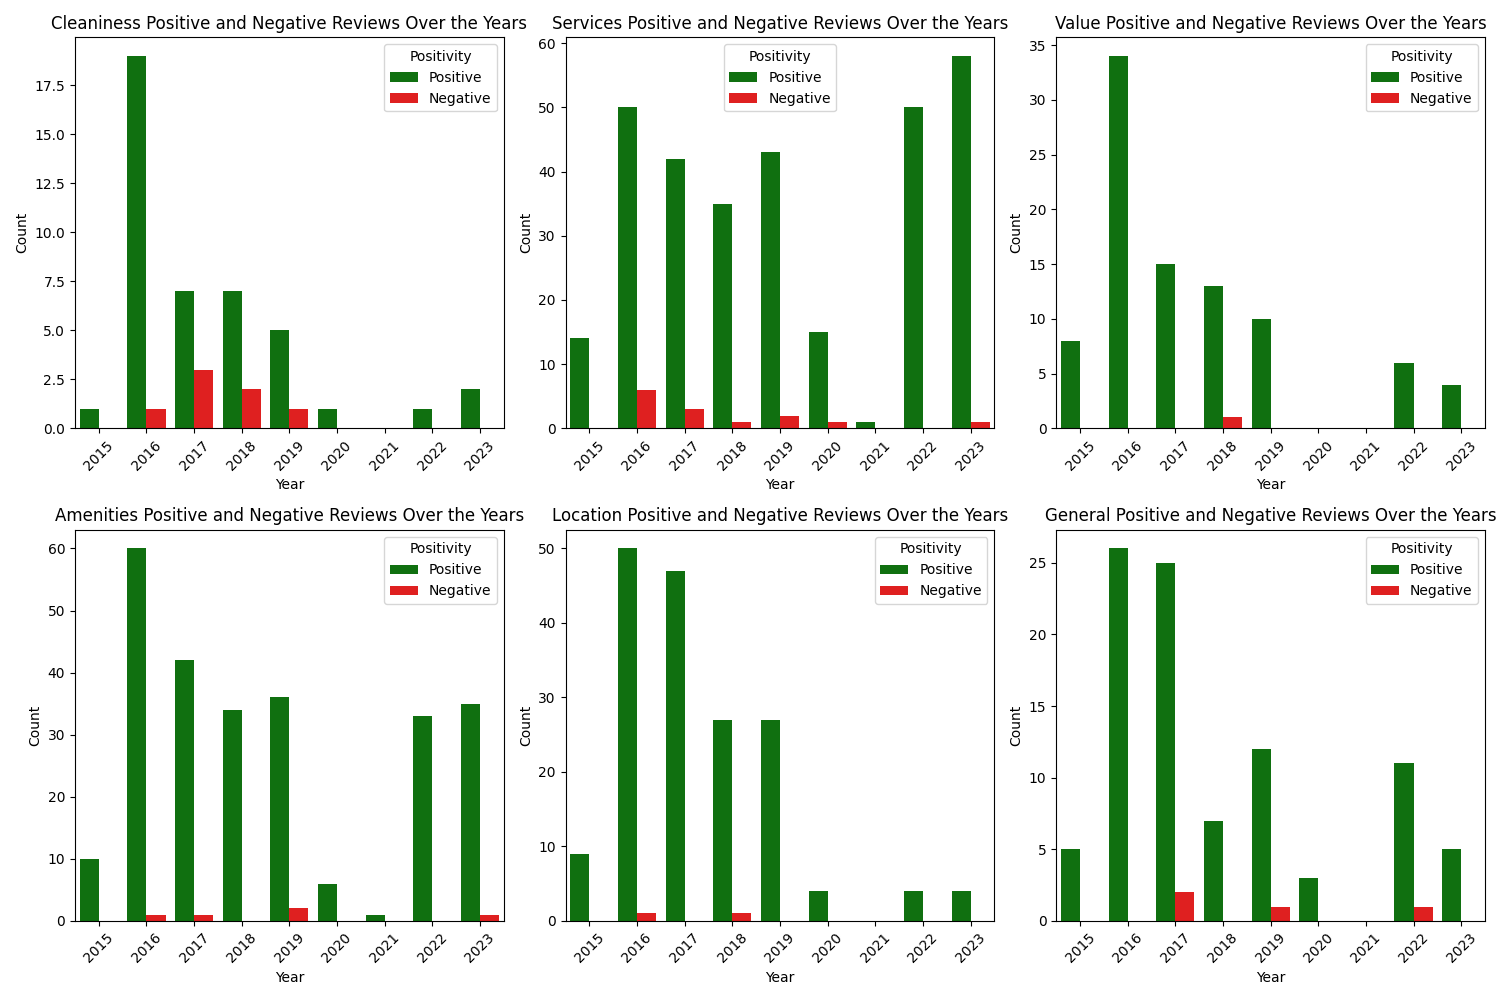 Cleaniness Positive and Negative Reviews Over the Years
Positivity
Positive
Negative
17.5
15.0
12.5
10.0
7.5
5.0
2.5
0.0
Count
2015
2016
2017
2018
2019
2020
2021
2022
2023
Year
Services Positive and Negative Reviews Over the Years
Positivity
Positive
Negative
60
50
40
30
20
10
0
Count
2015
2016
2017
2018
2019
2020
2021
2022
2023
Year
Value Positive and Negative Reviews Over the Years
Positivity
Positive
Negative
35
30
25
20
15
10
5
0
Count
2015
2016
2017
2018
2019
2020
2021
2022
2023
Year
Amenities Positive and Negative Reviews Over the Years
Positivity
Positive
Negative
60
50
40
30
20
10
0
Count
2015
2016
2017
2018
2019
2020
2021
2022
2023
Year
Location Positive and Negative Reviews Over the Years
Positivity
Positive
Negative
50
40
30
20
10
0
Count
2015
2016
2017
2018
2019
2020
2021
2022
2023
Year
General Positive and Negative Reviews Over the Years
Positivity
Positive
Negative
25
20
15
10
5
0
Count
2015
2016
2017
2018
2019
2020
2021
2022
2023
Year